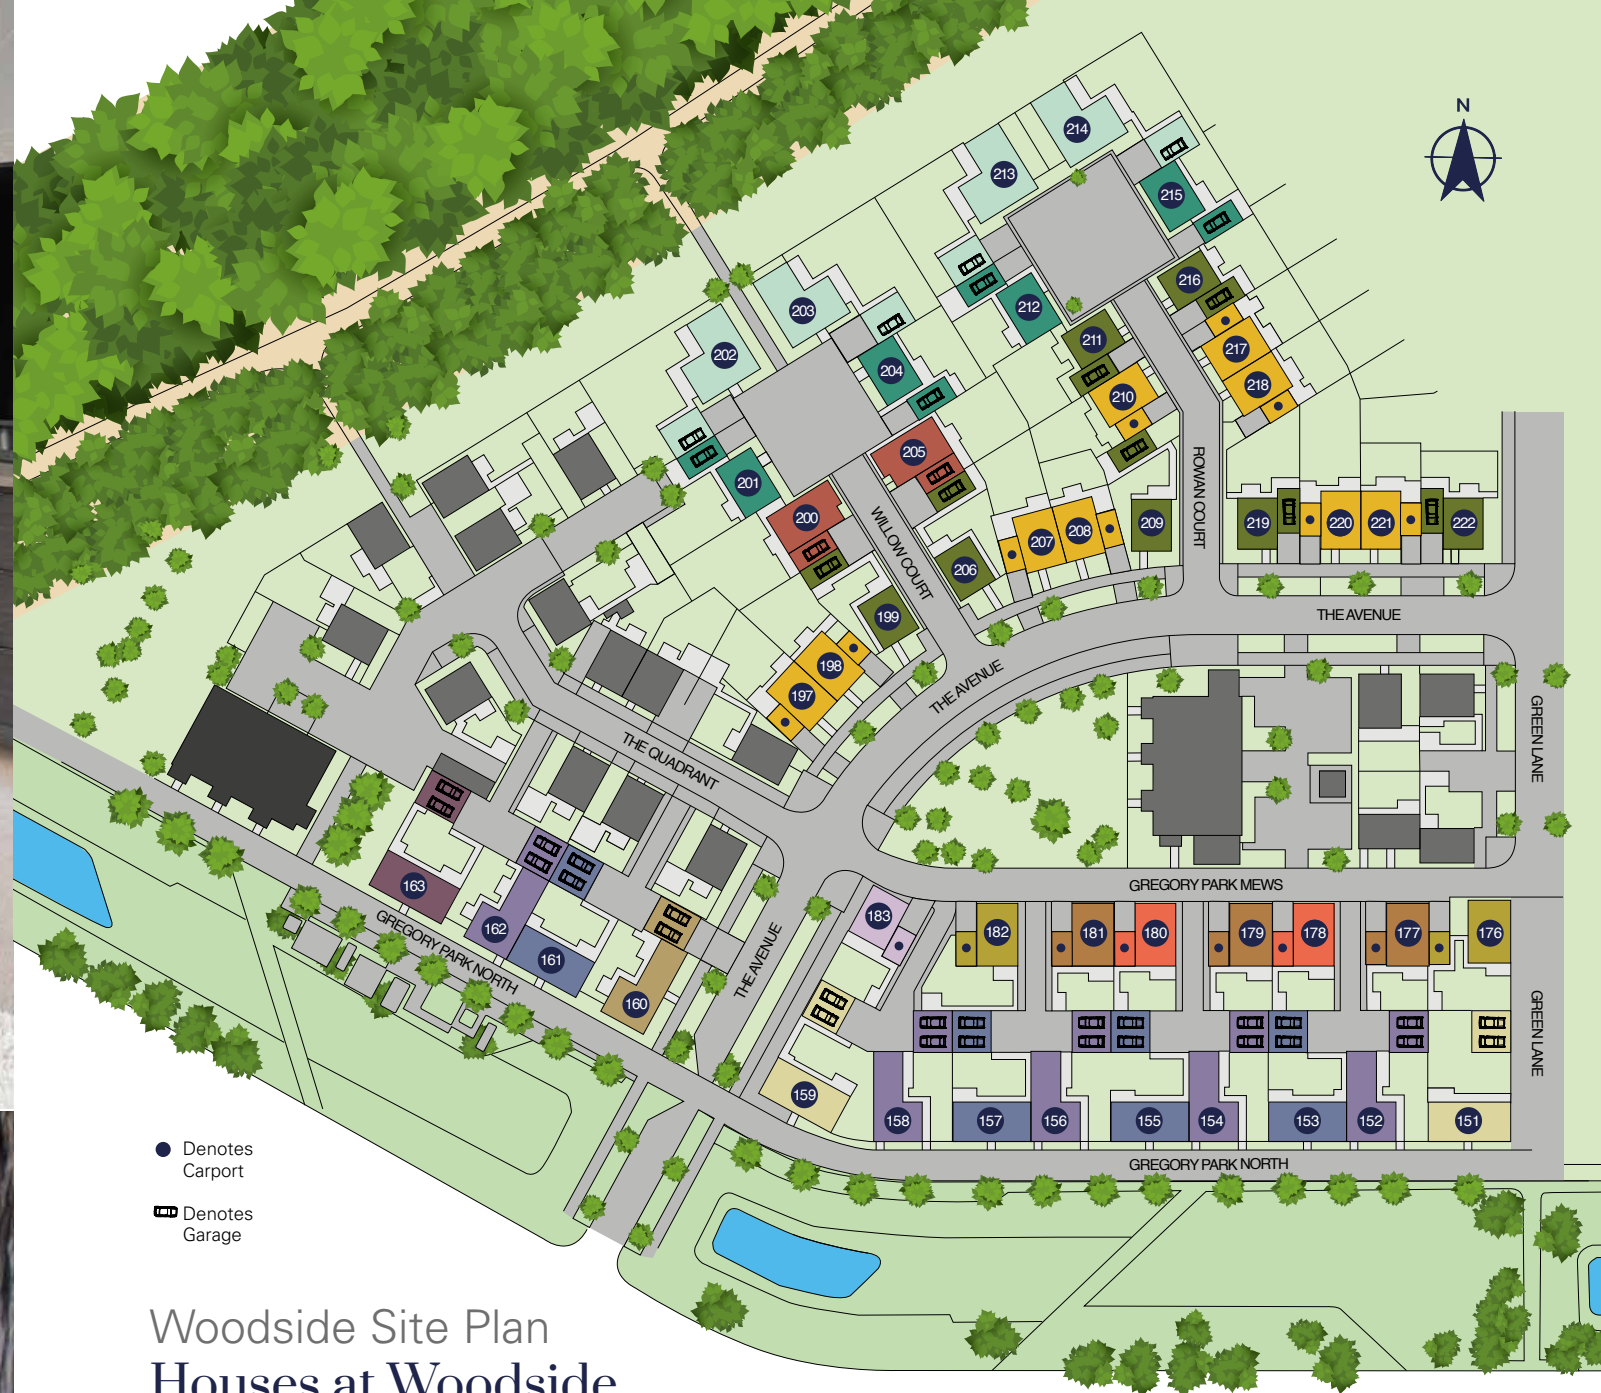 N
214
213
215
216
203
212
211
217
202
204
218
210
205
201
ROWAN COURT
200
WILLOW COURT
209
219
220
221
222
208
207
206
199
THE AVENUE
198
197
THE AVENUE
GREEN LANE
THE QUADRANT
GREGORY PARK MEWS
163
183
182
181
180
179
178
177
176
162
161
160
GREGORY PARK NORTH
THE AVENUE
GREEN LANE
159
158
157
156
155
154
153
152
151
GREGORY PARK NORTH
Denotes
Carport
Denotes
Garage
Woodside Site Plan
Houses at Woodside